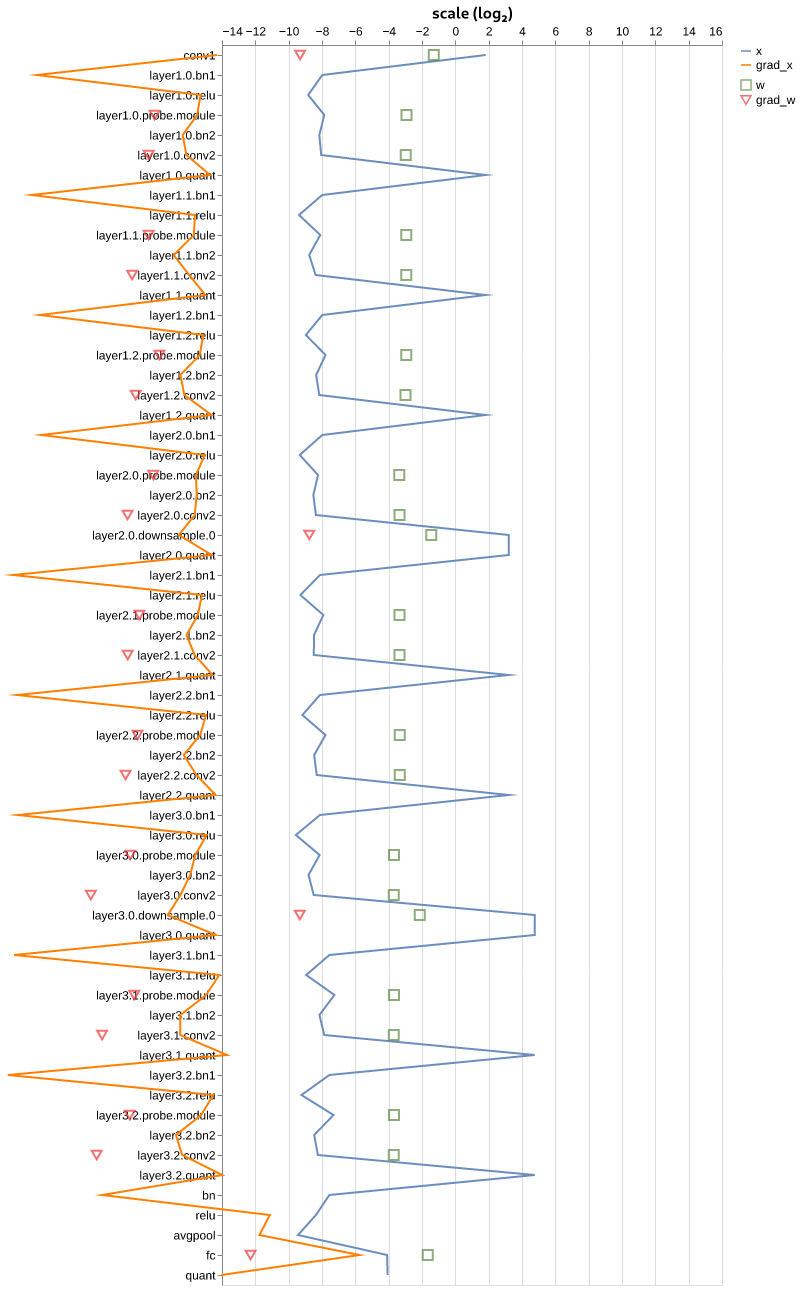 scale (log₂)
−14 −12 −10 −8 −6 −4 −2 0 2 4 6 8 10 12 14 16
x
grad_x
w
grad_w
conv1
layer1.0.bn1
layer1.0.relu
layer1.0.probe.module
layer1.0.bn2
layer1.0.conv2
layer1.0.quant
layer1.1.bn1
layer1.1.relu
layer1.1.probe.module
layer1.1.bn2
layer1.1.conv2
layer1.1.quant
layer1.2.bn1
layer1.2.relu
layer1.2.probe.module
layer1.2.bn2
layer1.2.conv2
layer1.2.quant
layer2.0.bn1
layer2.0.relu
layer2.0.probe.module
layer2.0.bn2
layer2.0.conv2
layer2.0.downsample.0
layer2.0.quant
layer2.1.bn1
layer2.1.relu
layer2.1.probe.module
layer2.1.bn2
layer2.1.conv2
layer2.1.quant
layer2.2.bn1
layer2.2.relu
layer2.2.probe.module
layer2.2.bn2
layer2.2.conv2
layer2.2.quant
layer3.0.bn1
layer3.0.relu
layer3.0.probe.module
layer3.0.bn2
layer3.0.conv2
layer3.0.downsample.0
layer3.0.quant
layer3.1.bn1
layer3.1.relu
layer3.1.probe.module
layer3.1.bn2
layer3.1.conv2
layer3.1.quant
layer3.2.bn1
layer3.2.relu
layer3.2.probe.module
layer3.2.bn2
layer3.2.conv2
layer3.2.quant
bn
relu
avgpool
fc
quant